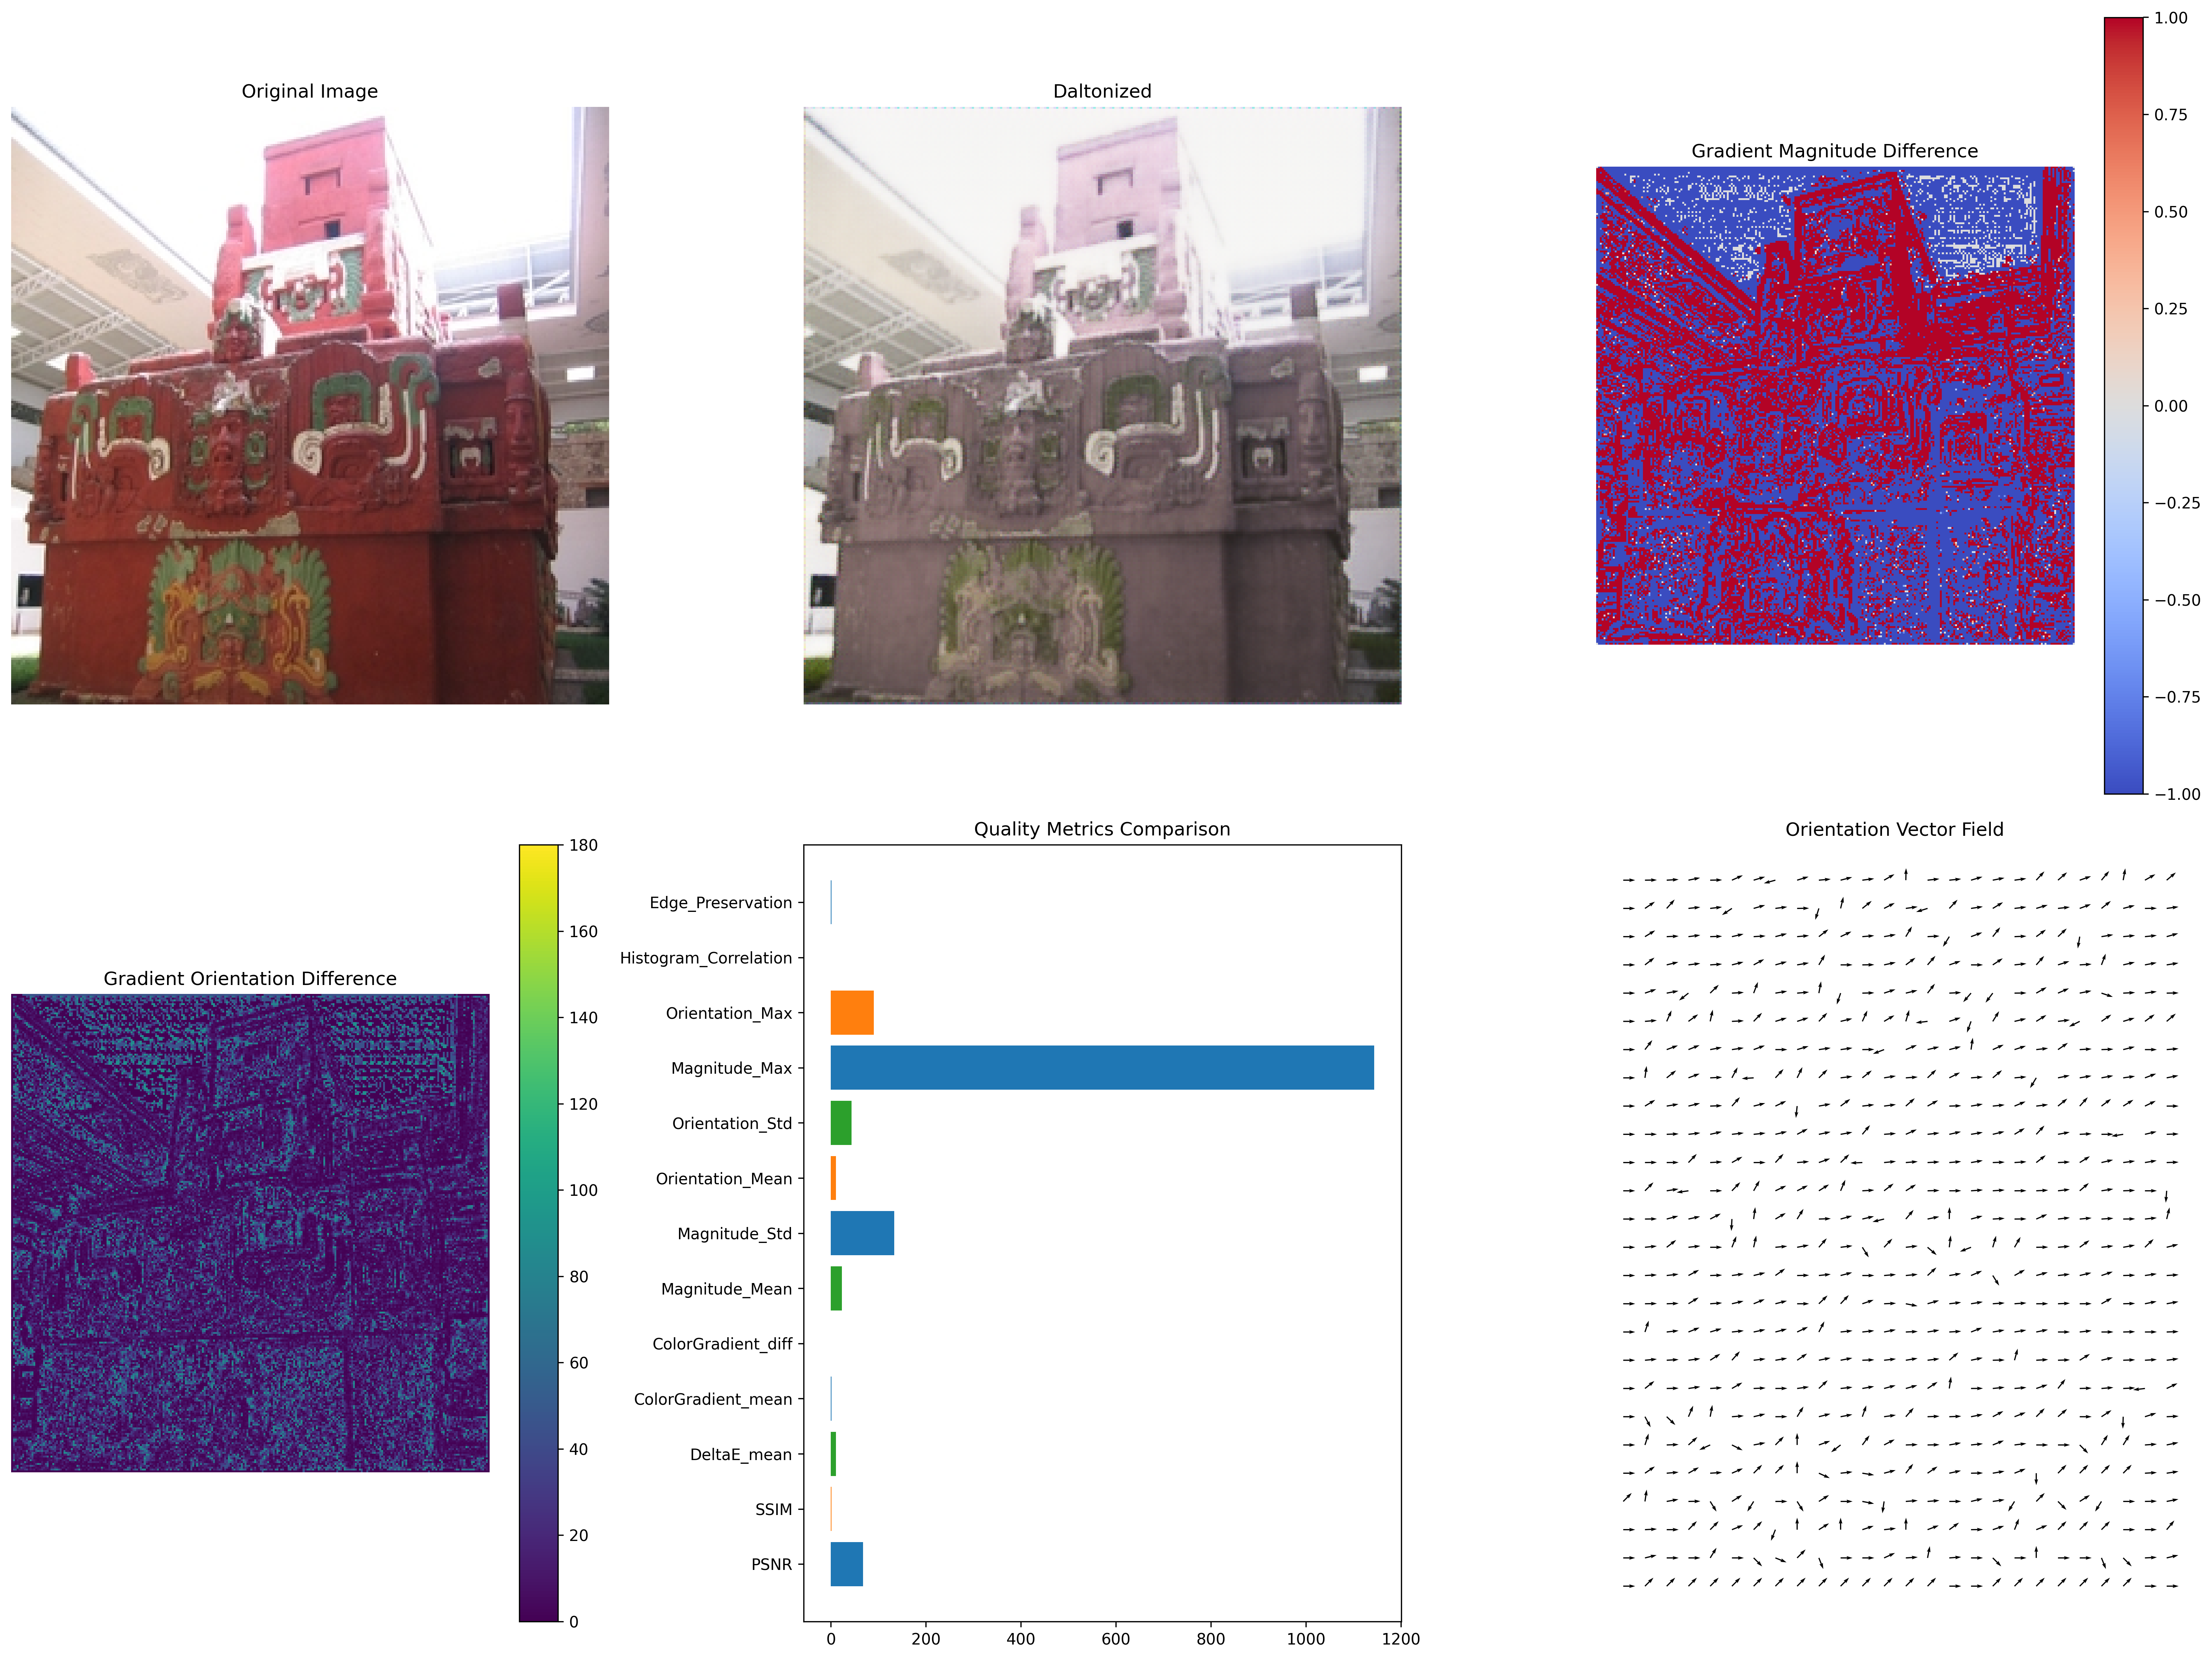 Original Image
Daltonized
Gradient Magnitude Difference
1.00
0.75
0.50
0.25
0.00
−0.25
−0.50
−0.75
−1.00
Gradient Orientation Difference
180
160
140
120
100
80
60
40
20
0
Quality Metrics Comparison
Edge_Preservation
Histogram_Correlation
Orientation_Max
Magnitude_Max
Orientation_Std
Orientation_Mean
Magnitude_Std
Magnitude_Mean
ColorGradient_diff
ColorGradient_mean
DeltaE_mean
SSIM
PSNR
0 200 400 600 800 1000 1200
Orientation Vector Field